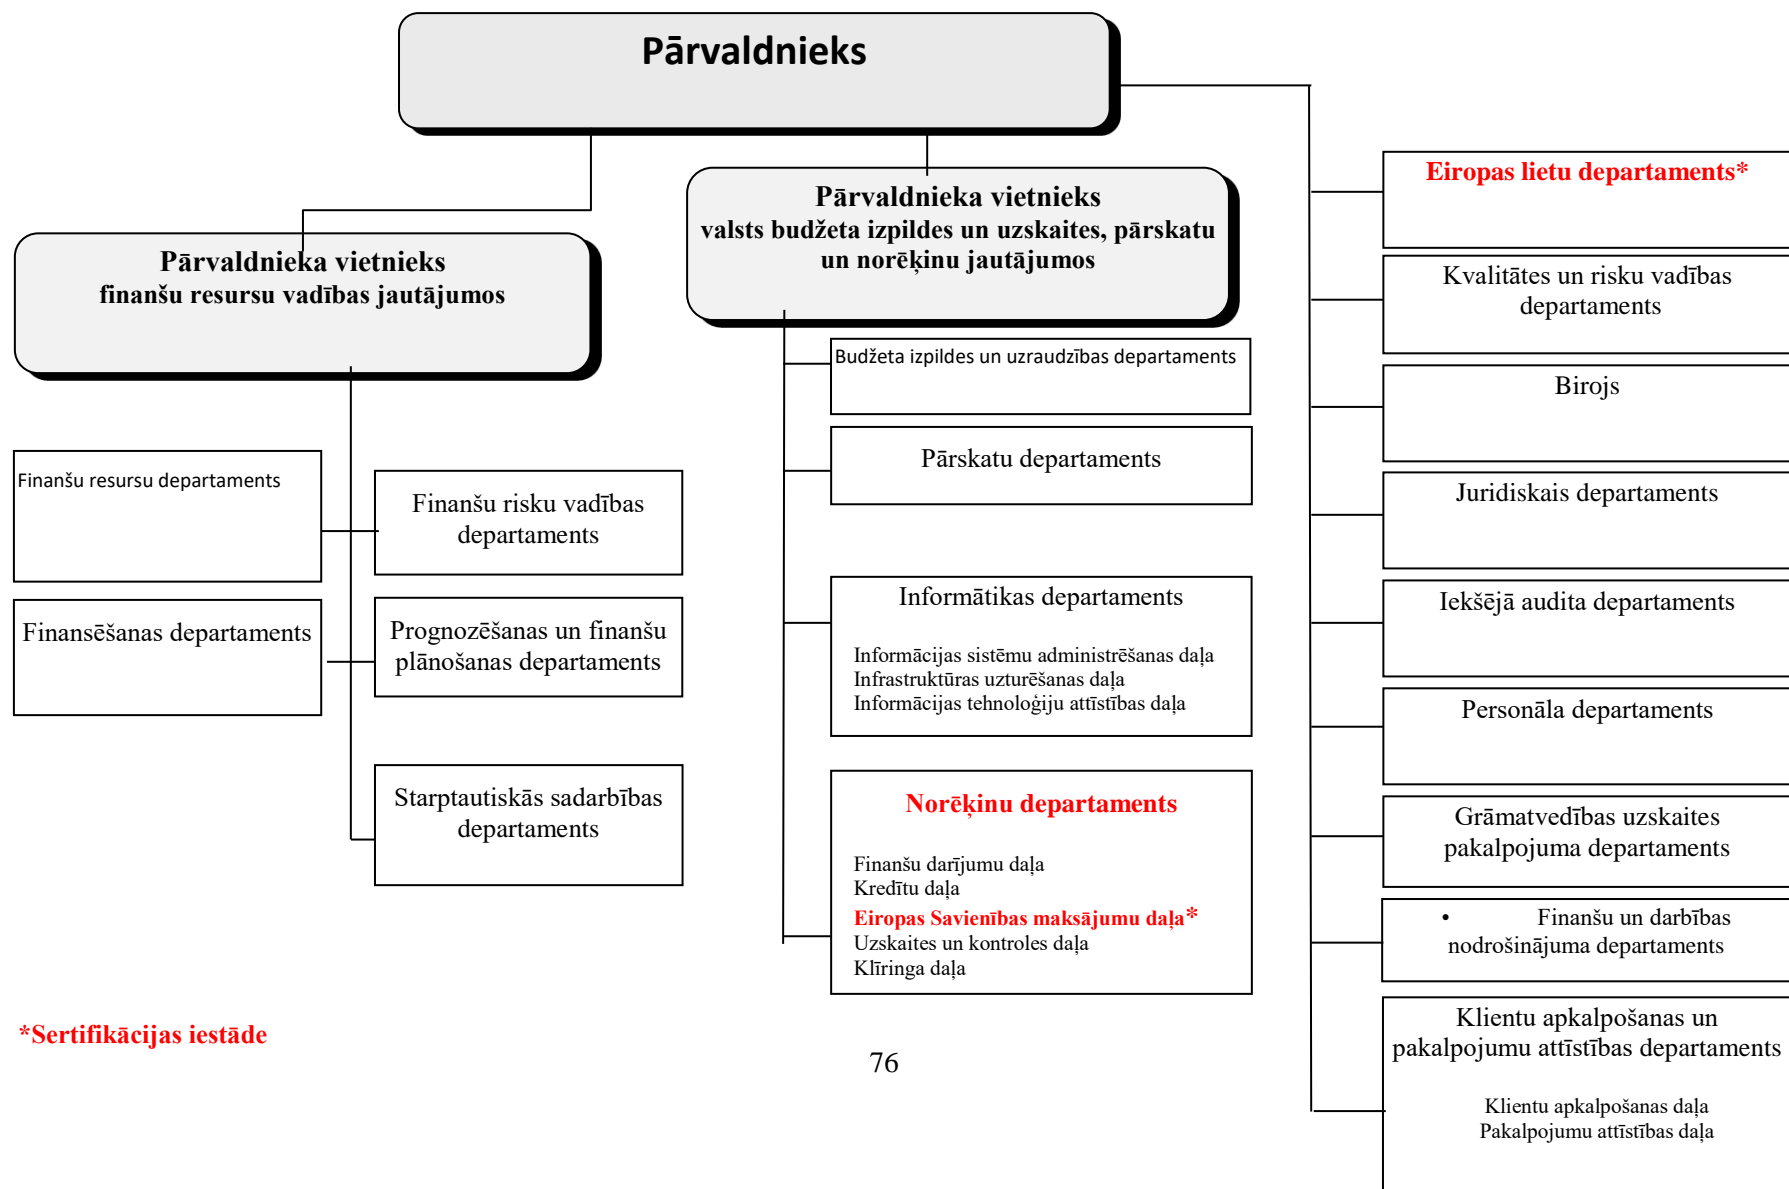 Pārvaldnieks
Pārvaldnieka vietnieks
finanšu resursu vadības jautājumos
Finanšu resursu departaments
Finanšu risku vadības
departaments
Finansēšanas departaments
Prognozēšanas un finanšu
plānošanas departaments
Starptautiskās sadarbības
departaments
Pārvaldnieka vietnieks
valsts budžeta izpildes un uzskaites, pārskatu
un norēķinu jautājumos
Budžeta izpildes un uzraudzības departaments
Pārskatu departaments
Informātikas departaments
Informācijas sistēmu administrēšanas daļa
Infrastruktūras uzturēšanas daļa
Informācijas tehnoloģiju attīstības daļa
Norēķinu departaments
Finanšu darījumu daļa
Kredītu daļa
Eiropas Savienības maksājumu daļa*
Uzskaites un kontroles daļa
Klīringa daļa
Eiropas lietu departaments*
Kvalitātes un risku vadības
departaments
Birojs
Juridiskais departaments
Iekšējā audita departaments
Personāla departaments
Grāmatvedības uzskaites
pakalpojuma departaments
• Finanšu un darbības
nodrošinājuma departaments
Klientu apkalpošanas un
pakalpojumu attīstības departaments
Klientu apkalpošanas daļa
Pakalpojumu attīstības daļa
*Sertifikācijas iestāde
76